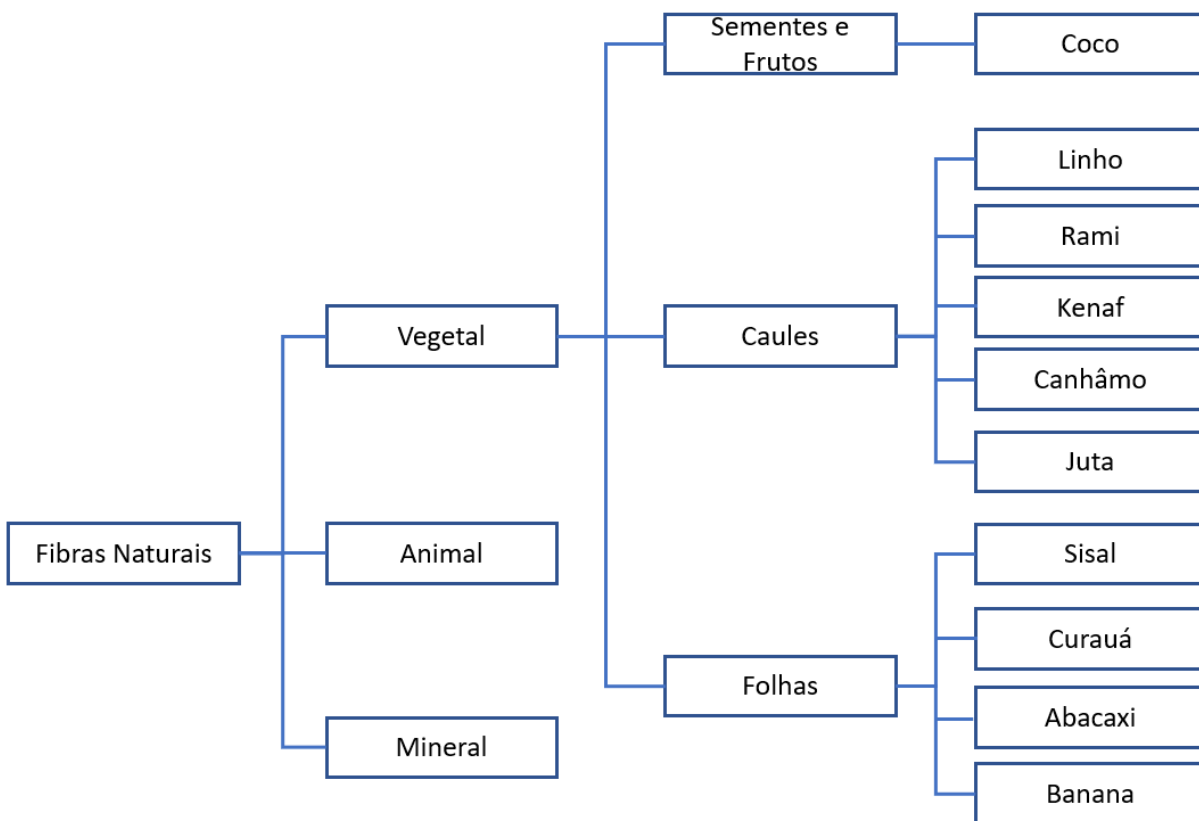 Sementes e
Frutos
Coco
Linho
Rami
Kenaf
Vegetal
Caules
Canhâmo
Juta
Fibras Naturais
Animal
Sisal
Curauá
Folhas
Abacaxi
Mineral
Banana